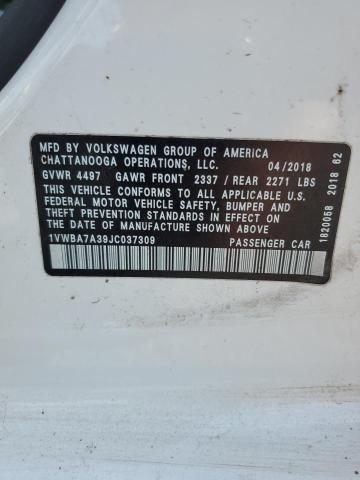 MFD BY VOLKSWAGEN GROUP OF AMERICA
CHATTANOOGA OPERATIONS, LLC. 04/2018
GVWR 4497 GAWR FRONT 2337 / REAR 2271 LBS
THIS VEHICLE CONFORMS TO ALL APPLICABLE U.S.
FEDERAL MOTOR VEHICLE SAFETY, BUMPER AND
THEFT PREVENTION STANDARDS IN EFFECT ON
THE DATE OF MANUFACTURE SHOWN ABOVE
1VWBA7A39JC037309 PASSENGER CAR
1820058 2018 62